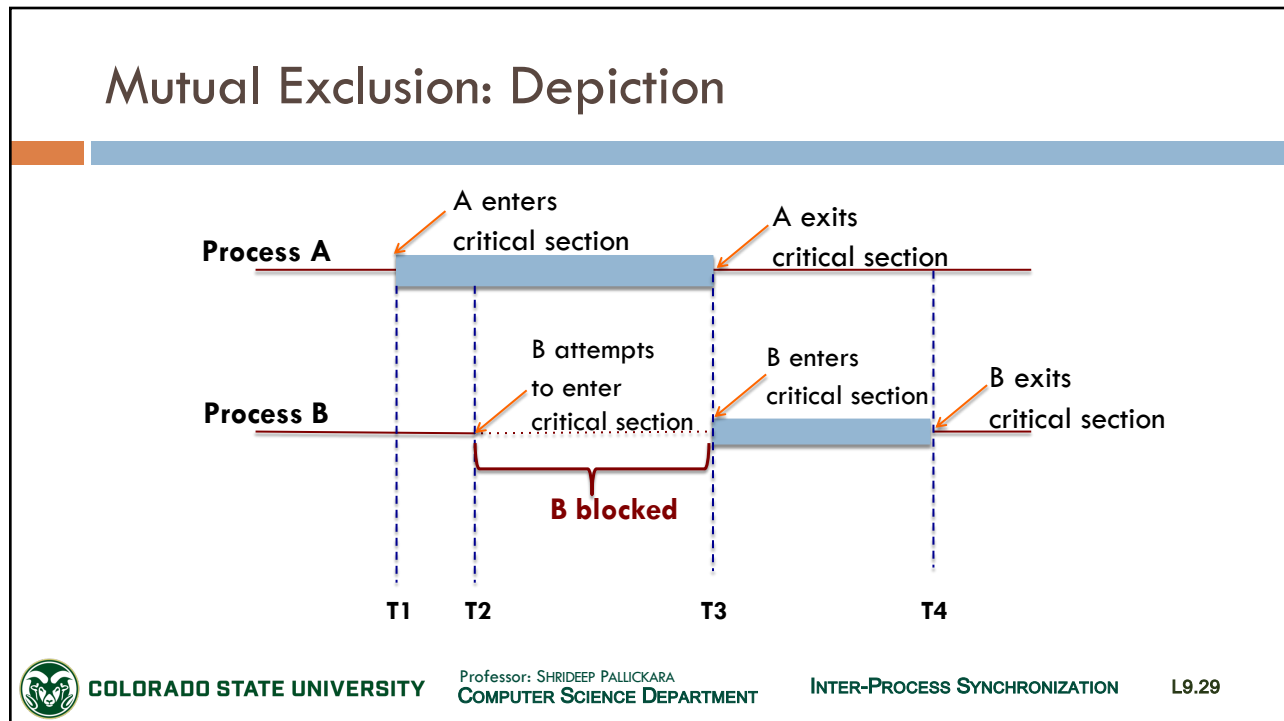 Mutual Exclusion: Depiction
A enters
critical section
A exits
critical section
Process A
B attempts
to enter
critical section
B enters
critical section
B exits
critical section
Process B
B blocked
T1
T2
T3
T4
COLORADO STATE UNIVERSITY
Professor: SHRIDEEP PALLICKARA
COMPUTER SCIENCE DEPARTMENT
INTER-PROCESS SYNCHRONIZATION
L9.29